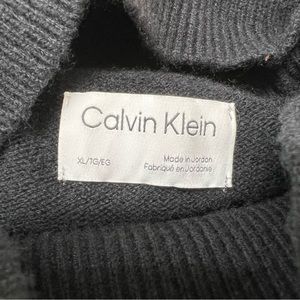 Calvin Klein
XL/TG/EG
Made in Jordan
Fabriqué en Jordanie